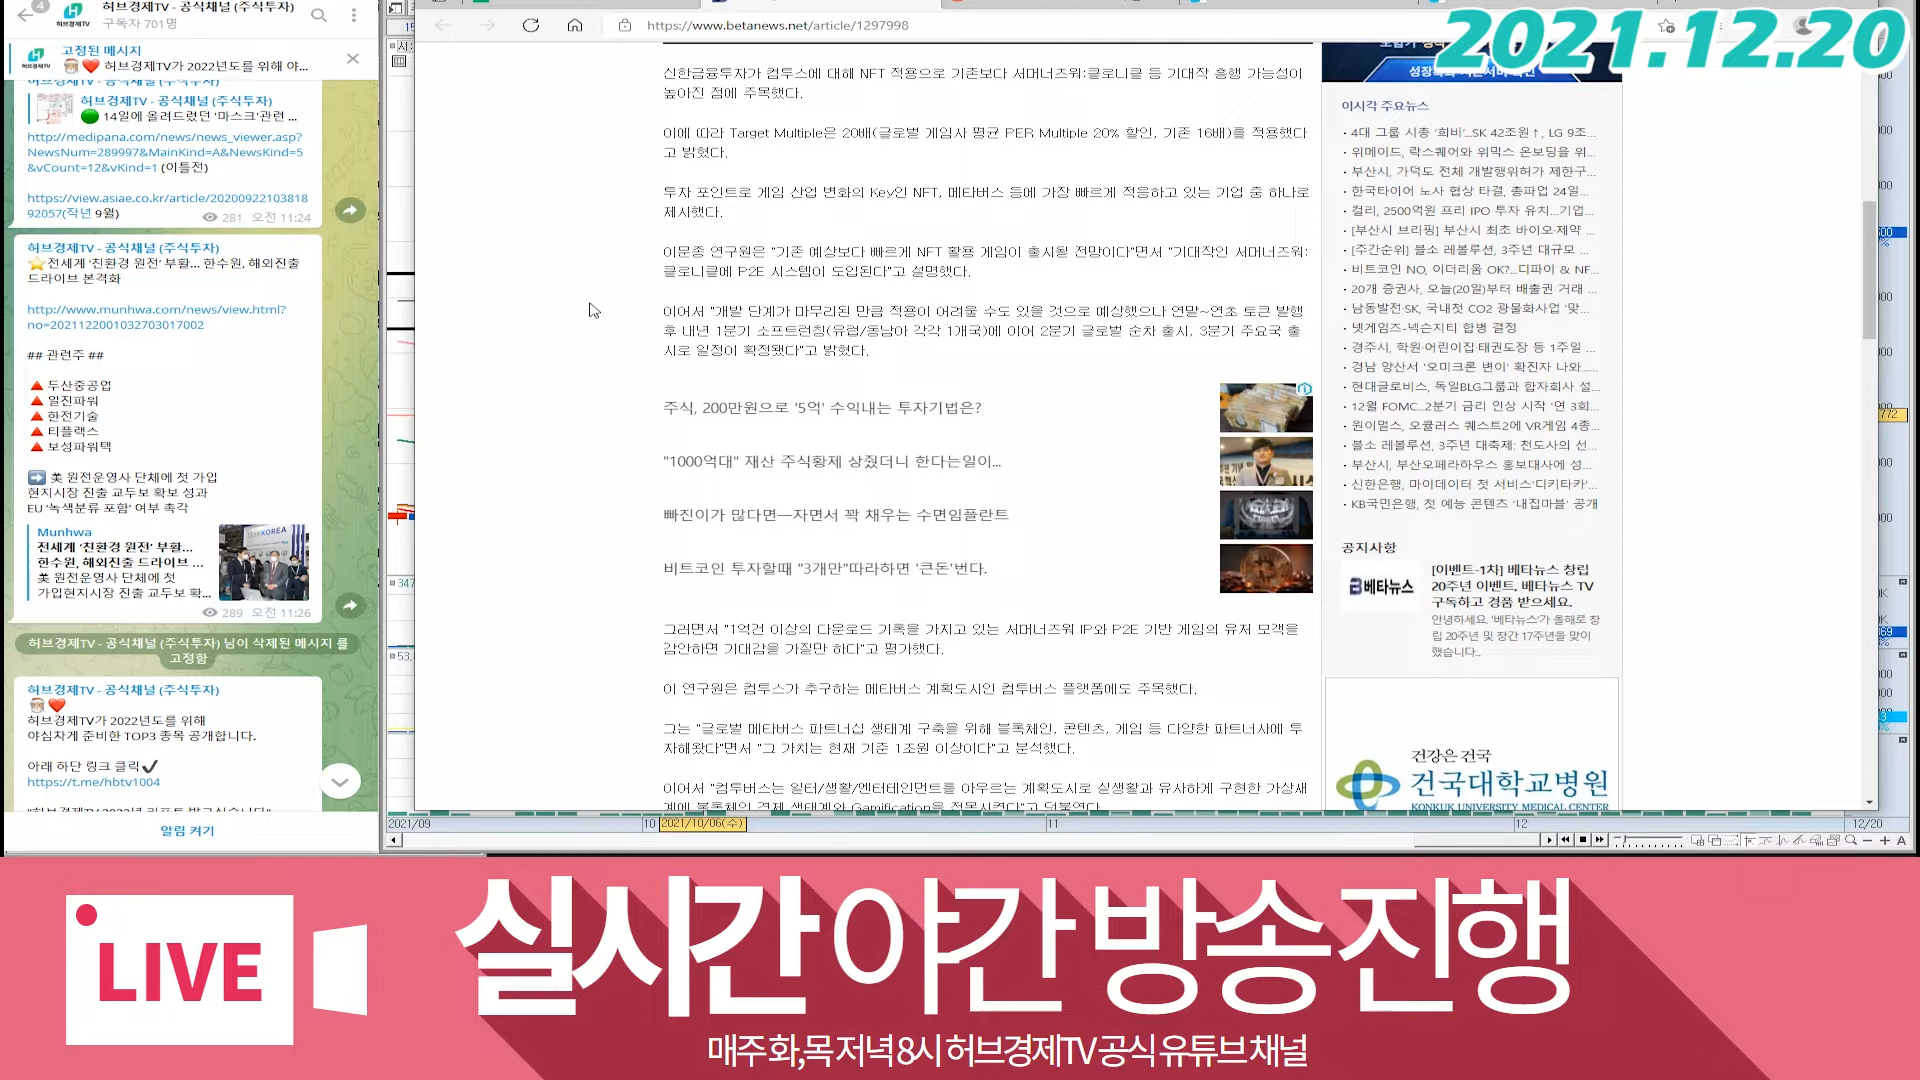 4
허브경제TV - 공식채널 (주식투자)
구독자 701명
고정된 메시지
허브경제TV가 2022년도를 위해 야...
허브경제TV - 공식채널 (주식투자)
허브경제TV - 공식채널 (주식투자)
14일에 올려드렸던 '마스크'관련 ...
http://medipana.com/news/news_viewer.asp?
NewsNum=289997&MainKind=A&NewsKind=5
&vCount=12&vKind=1 (이틀전)
https://view.asiae.co.kr/article/20200922103818
92057(작년 9월)
281 오전 11:24
허브경제TV - 공식채널 (주식투자)
전세계 '친환경 원전' 부활... 한수원, 해외진출
드라이브 본격화
http://www.munhwa.com/news/view.html?
no=2021122001032703017002
## 관련주 ##
두산중공업
일진파워
한전기술
티플랙스
보성파워텍
美 원전운영사 단체에 첫 가입
현지시장 진출 교두보 확보 성과
EU '녹색분류 포함' 여부 촉각
Munhwa
전세계 '친환경 원전' 부활...
한수원, 해외진출 드라이브 ...
美 원전운영사 단체에 첫
가입현지시장 진출 교두보 확...
289 오전 11:26
허브경제TV - 공식채널 (주식투자) 님이 삭제된 메시지 를
고정함
허브경제TV - 공식채널 (주식투자)
허브경제TV가 2022년도를 위해
야심차게 준비한 TOP3 종목 공개합니다.
아래 하단 링크 클릭
https://t.me/hbtv1004
알림 켜기
https://www.betanews.net/article/1297998
2021.12.20
신한금융투자가 컴투스에 대해 NFT 적용으로 기존보다 서머너즈워:클로니클 등 기대작 흥행 가능성이
높아진 점에 주목했다.
이에 따라 Target Multiple은 20배(글로벌 게임사 평균 PER Multiple 20% 할인, 기존 16배)를 적용했다
고 밝혔다.
투자 포인트로 게임 산업 변화의 Key인 NFT, 메타버스 등에 가장 빠르게 적응하고 있는 기업 중 하나로
제시했다.
이문종 연구원은 "기존 예상보다 빠르게 NFT 활용 게임이 출시될 전망이다"면서 "기대작인 서머너즈워:
클로니클에 P2E 시스템이 도입된다"고 설명했다.
이어서 "개발 단계가 마무리된 만큼 적용이 어려울 수도 있을 것으로 예상했으나 연말~연초 토큰 발행
후 내년 1분기 소프트런칭(유럽/동남아 각각 1개국)에 이어 2분기 글로벌 순차 출시, 3분기 주요국 출
시로 일정이 확정됐다"고 밝혔다.
주식, 200만원으로 '5억' 수익내는 투자기법은?
"1000억대" 재산 주식황제 상줬더니 한다는일이...
빠진이가 많다면—자면서 꽉 채우는 수면임플란트
비트코인 투자할때 "3개만"따라하면 '큰돈'번다.
그러면서 "1억건 이상의 다운로드 기록을 가지고 있는 서머너즈워 IP와 P2E 기반 게임의 유저 모객을
감안하면 기대감을 가질만 하다"고 평가했다.
이 연구원은 컴투스가 추구하는 메타버스 계획도시인 컴투버스 플랫폼에도 주목했다.
그는 "글로벌 메타버스 파트너십 생태계 구축을 위해 블록체인, 콘텐츠, 게임 등 다양한 파트너사에 투
자해왔다"면서 "그 가치는 현재 기준 1조원 이상이다"고 분석했다.
이어서 "컴투버스는 일터/생활/엔터테인먼트를 아우르는 계획도시로 실생활과 유사하게 구현한 가상세
계에 블록체인 경제 생태계와 Gamification을 접목시켰다"고 덧붙였다.
이시각 주요뉴스
· 4대 그룹 시총 '희비'...SK 42조원↑, LG 9조...
· 위메이드, 락스퀘어와 위믹스 온보딩을 위...
· 부산시, 가덕도 전체 개발행위허가 제한구...
· 한국타이어 노사 협상 타결, 총파업 24일...
· 컬리, 2500억원 프리 IPO 투자 유치...기업...
· [부산시 브리핑] 부산시 최초 바이오·제약 ...
· [주간순위] 블소 레볼루션, 3주년 대규모 ...
· 비트코인 NO, 이더리움 OK?...디파이 & NF...
· 20개 증권사, 오늘(20일)부터 배출권 거래 ...
· 남동발전·SK, 국내첫 CO2 광물화사업 '맞...
· 넷게임즈-넥슨지티 합병 결정
· 경주시, 학원·어린이집·태권도장 등 1주일 ...
· 경남 양산서 '오미크론 변이' 확진자 나와......
· 현대글로비스, 독일BLG그룹과 합자회사 설...
· 12월 FOMC...2분기 금리 인상 시작 '연 3회...
· 원이멀스, 오큘러스 퀘스트2에 VR게임 4종...
· 블소 레볼루션, 3주년 대축제: 천도사의 선...
· 부산시, 부산오페라하우스 홍보대사에 성...
· 신한은행, 마이데이터 첫 서비스'디키타카'...
· KB국민은행, 첫 예능 콘텐츠 '내집마블' 공개
공지사항
베타뉴스
[이벤트-1차] 베타뉴스 창립
20주년 이벤트, 베타뉴스 TV
구독하고 경품 받으세요.
안녕하세요 '베타뉴스'가 올해로 창
립 20주년 및 창간 17주년을 맞이
했습니다...
건강은 건국
건국대학교병원
KONKUK UNIVERSITY MEDICAL CENTER
2021/09
10
2021/10/06(수)
11
12
12/20
LIVE
실시간 야간 방송 진행
매주 화,목 저녁 8시 허브경제TV 공식 유튜브 채널